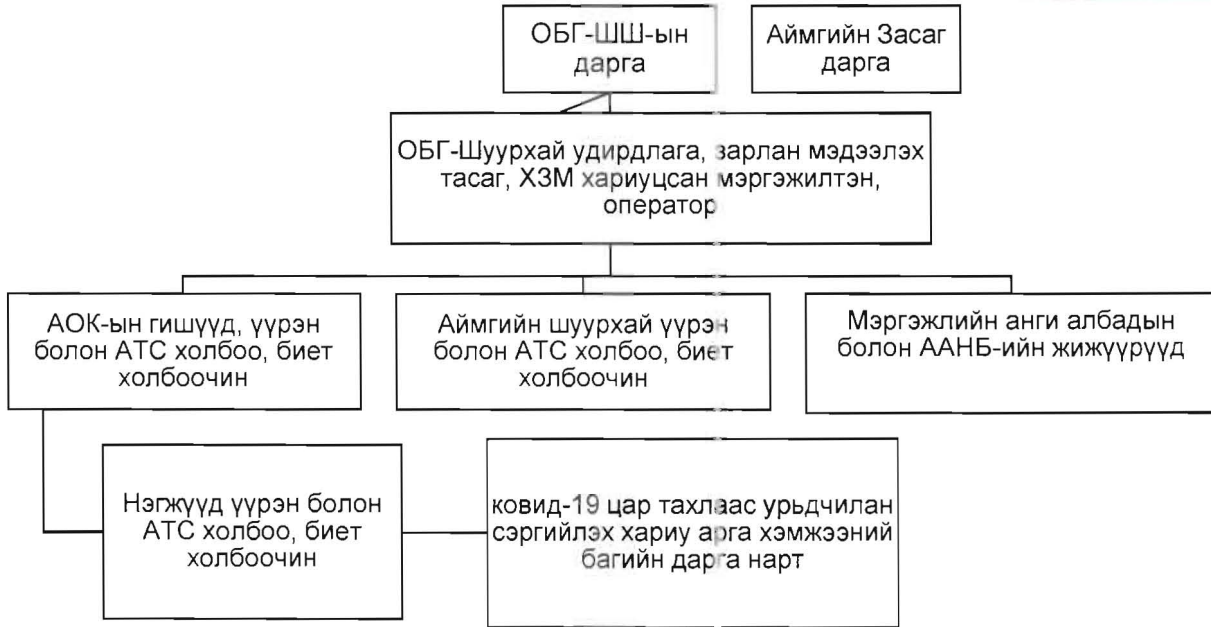 ОБГ-ШШ-ын
дарга
Аймгийн Засаг
дарга
ОБГ-Шуурхай удирдлага, зарлан мэдээлэх
тасаг, ХЗМ хариуцсан мэргэжилтэн,
оператор
АОК-ын гишүүд, үүрэн
болон АТС холбоо, биет
холбоочин
Аймгийн шуурхай үүрэн
болон АТС холбоо, биет
холбоочин
Мэргэжлийн анги албадын
болон ААНБ-ийн жижүүрүүд
Нэгжүүд үүрэн болон
АТС холбоо, биет
холбоочин
ковид-19 цар тахлаас урьдчилан
сэргийлэх хариу арга хэмжээний
багийн дарга нарт